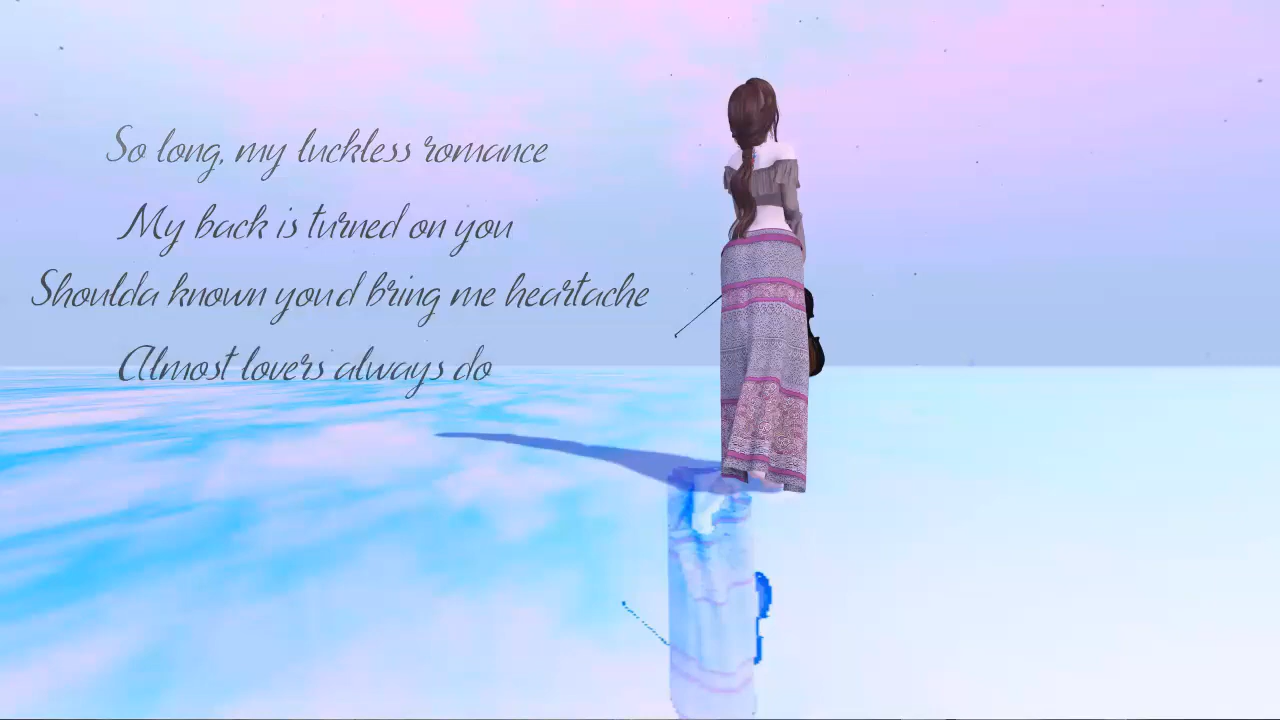 So long, my luckless romance
My back is turned on you
Shoulda known youd bring me heartache
Almost lovers always do